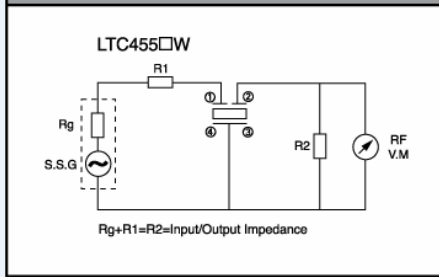 LTC455□W
R1
① ②
Rg
④ ③
R2
RF
V.M
S.S.G
Rg+R1=R2=Input/Output Impedance